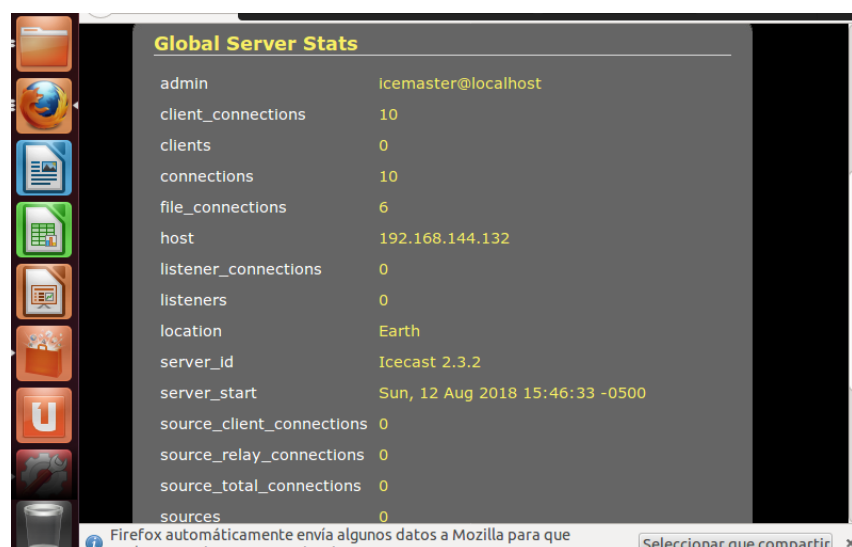 Global Server Stats
admin icemaster@localhost
client_connections 10
clients 0
connections 10
file_connections 6
host 192.168.144.132
listener_connections 0
listeners 0
location Earth
server_id Icecast 2.3.2
server_start Sun, 12 Aug 2018 15:46:33 -0500
source_client_connections 0
source_relay_connections 0
source_total_connections 0
sources 0
Firefox automáticamente envía algunos datos a Mozilla para que
Seleccionar que compartir